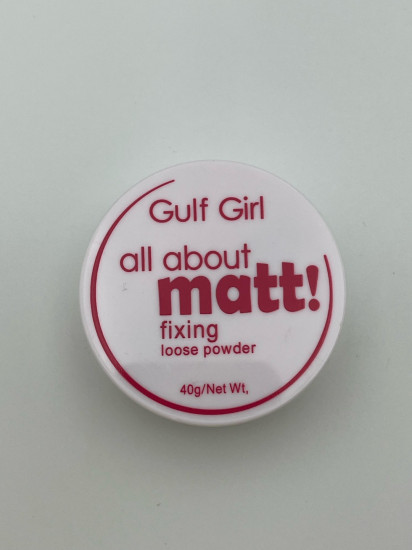 Gulf Girl
all about
matt!
fixing
loose powder
40g/Net Wt,